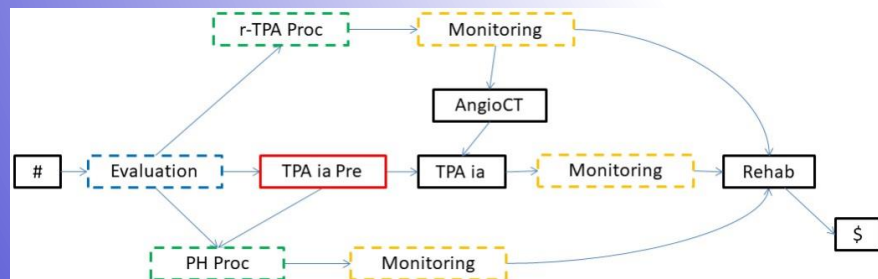 r-TPA Proc
Monitoring
AngioCT
#
Evaluation
TPA ia Pre
TPA ia
Monitoring
Rehab
$
PH Proc
Monitoring